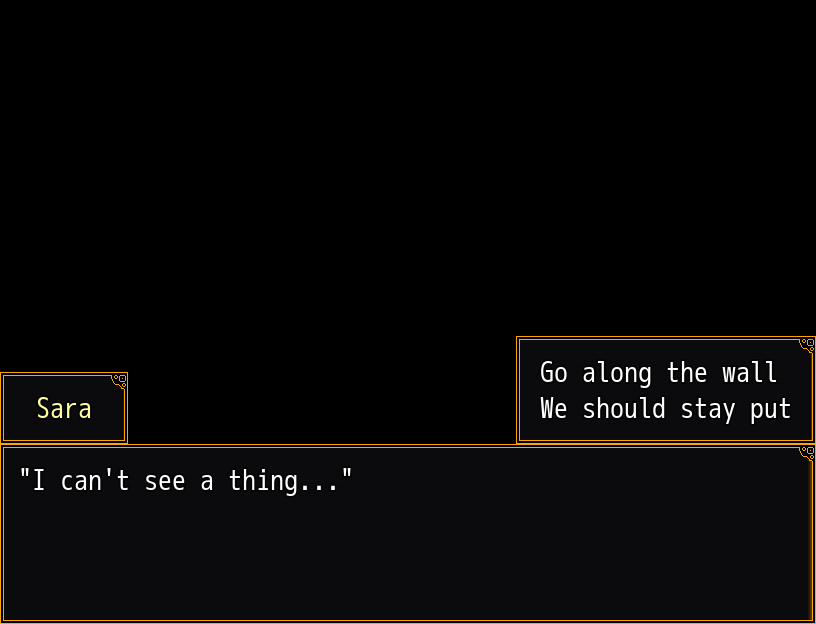 Go along the wall
We should stay put
Sara
"I can't see a thing..."